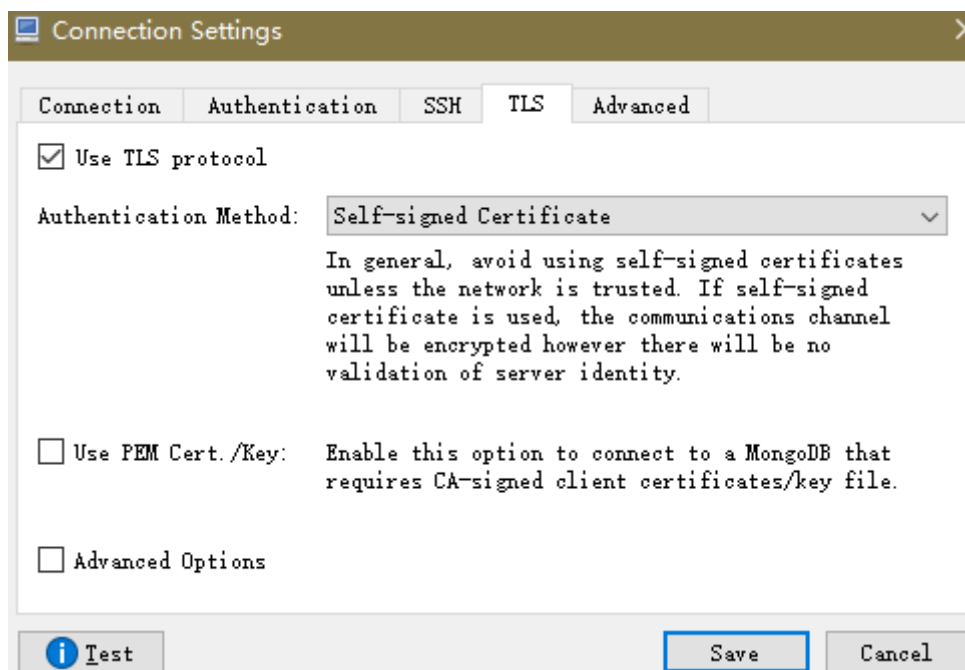 Connection Settings
Connection Authentication SSH TLS Advanced
Use TLS protocol
Authentication Method: Self-signed Certificate
In general, avoid using self-signed certificates
unless the network is trusted. If self-signed
certificate is used, the communications channel
will be encrypted however there will be no
validation of server identity.
Use PEM Cert./Key: Enable this option to connect to a MongoDB that
requires CA-signed client certificates/key file.
Advanced Options
Test Save Cancel